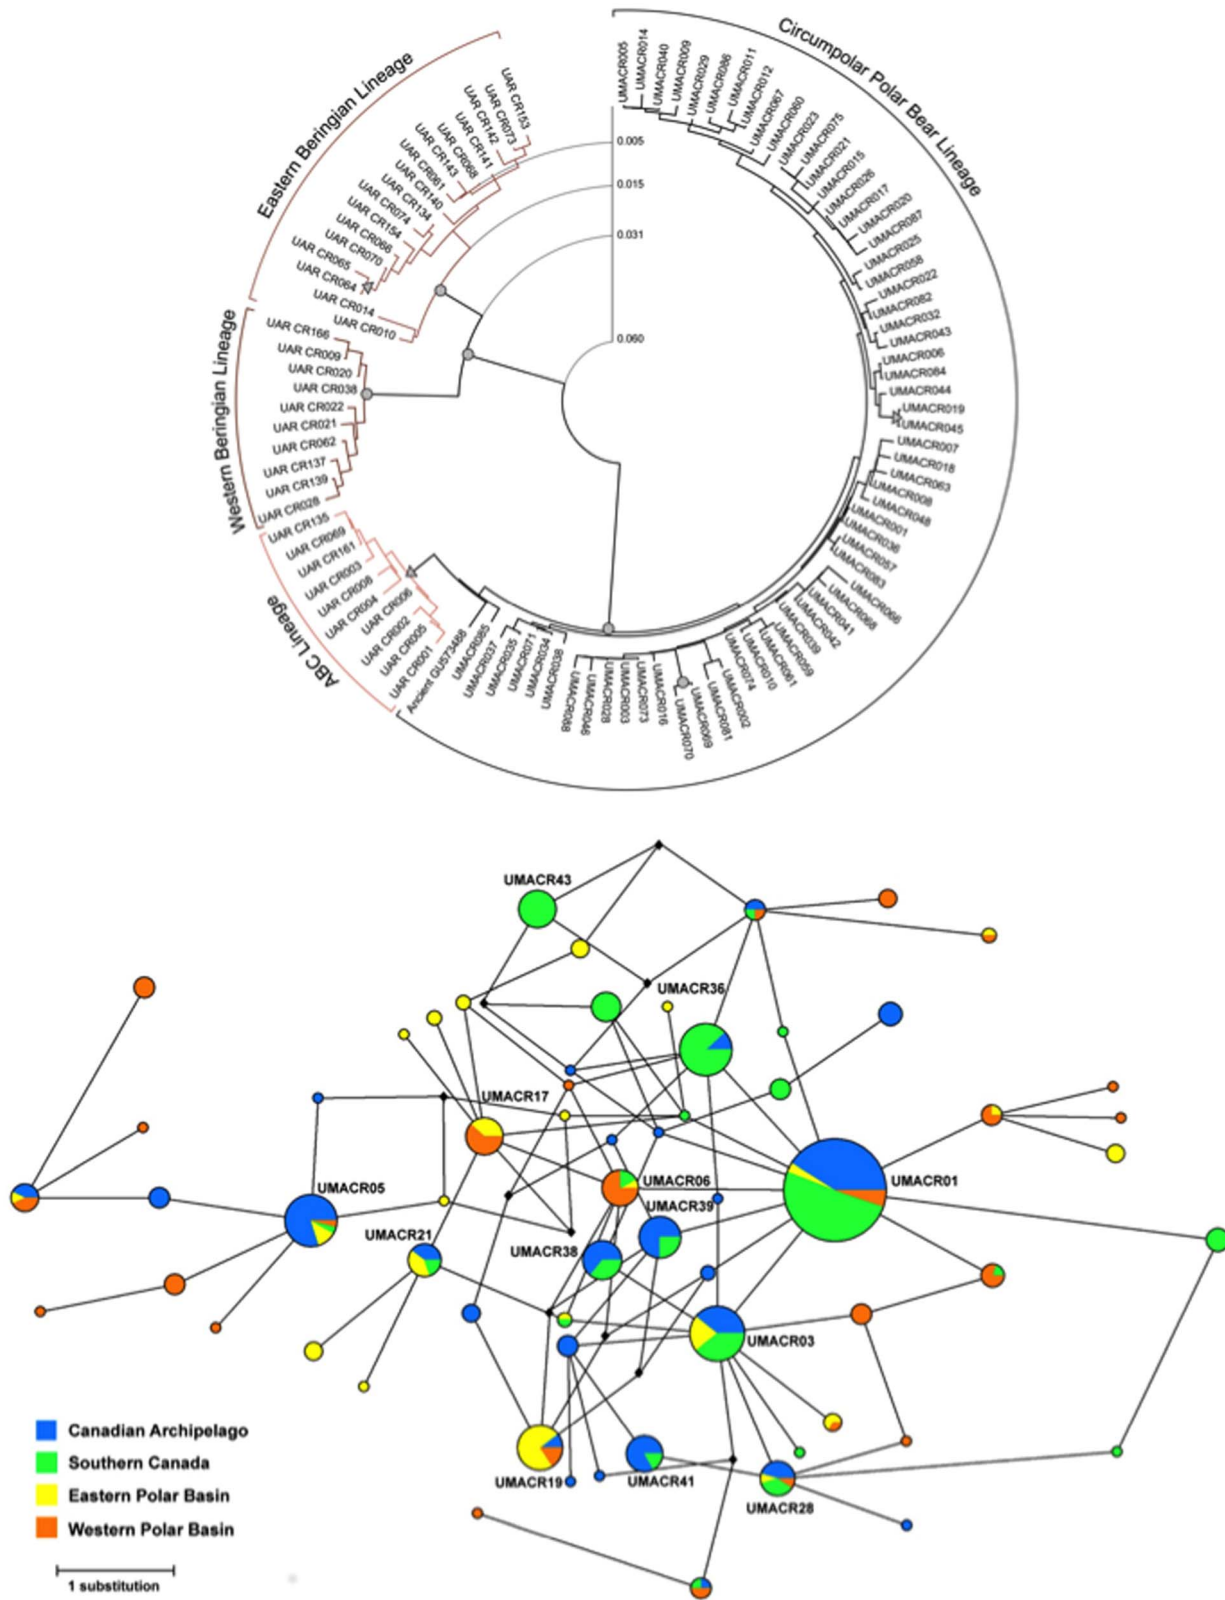 Circumpolar Polar Bear Lineage
UMACR005
UMACR014
UMACR040
UMACR009
UMACR029
UMACR086
UMACR011
UMACR012
UMACR067
UMACR060
UMACR023
UMACR075
UMACR021
UMACR015
UMACR026
UMACR017
UMACR020
UMACR087
UMACR025
UMACR058
UMACR022
UMACR082
UMACR032
UMACR043
UMACR006
UMACR084
UMACR044
UMACR019
UMACR045
UMACR007
UMACR018
UMACR063
UMACR008
UMACR048
UMACR001
UMACR036
UMACR057
UMACR083
UMACR066
UMACR068
UMACR041
UMACR042
UMACR039
UMACR059
UMACR061
UMACR010
UMACR074
UMACR002
UMACR081
UMACR069
UMACR070
UMACR016
UMACR073
UMACR003
UMACR028
UMACR046
UMACR088
UMACR038
UMACR034
UMACR071
UMACR035
UMACR037
UMACR085
Ancient GU573488
ABC Lineage
UAR CR001
UAR CR005
UAR CR002
UAR CR006
UAR CR004
UAR CR008
UAR CR003
UAR CR161
UAR CR069
UAR CR135
Western Beringian Lineage
UAR CR028
UAR CR139
UAR CR137
UAR CR062
UAR CR021
UAR CR022
UAR CR038
UAR CR020
UAR CR009
UAR CR166
Eastern Beringian Lineage
UAR CR010
UAR CR014
UAR CR064
UAR CR065
UAR CR070
UAR CR066
UAR CR154
UAR CR074
UAR CR134
UAR CR140
UAR CR061
UAR CR143
UAR CR068
UAR CR141
UAR CR142
UAR CR073
UAR CR153
0.005
0.015
0.031
0.060
UMACR43
UMACR36
UMACR17
UMACR06
UMACR01
UMACR05
UMACR39
UMACR21
UMACR38
UMACR03
UMACR19
UMACR41
UMACR28
Canadian Archipelago
Southern Canada
Eastern Polar Basin
Western Polar Basin
1 substitution